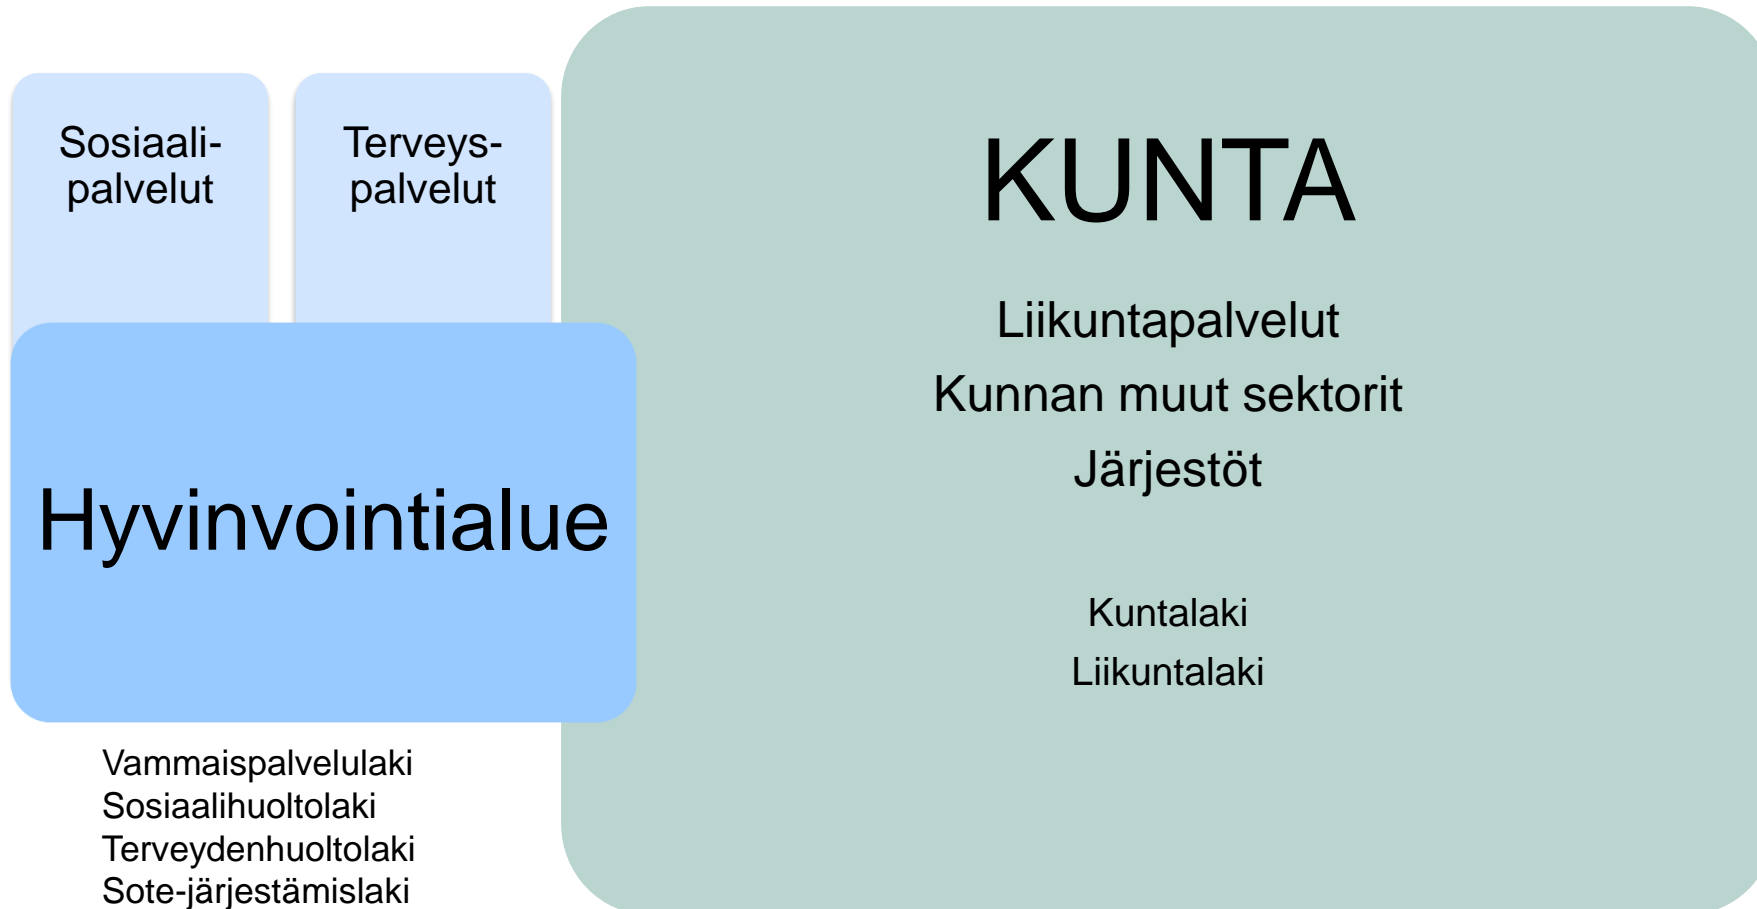 Sosiaali-
palvelut
Terveys-
palvelut
Hyvinvointialue
Vammaispalvelulaki
Sosiaalihuoltolaki
Terveydenhuoltolaki
Sote-järjestämislaki
KUNTA
Liikuntapalvelut
Kunnan muut sektorit
Järjestöt
Kuntalaki
Liikuntalaki